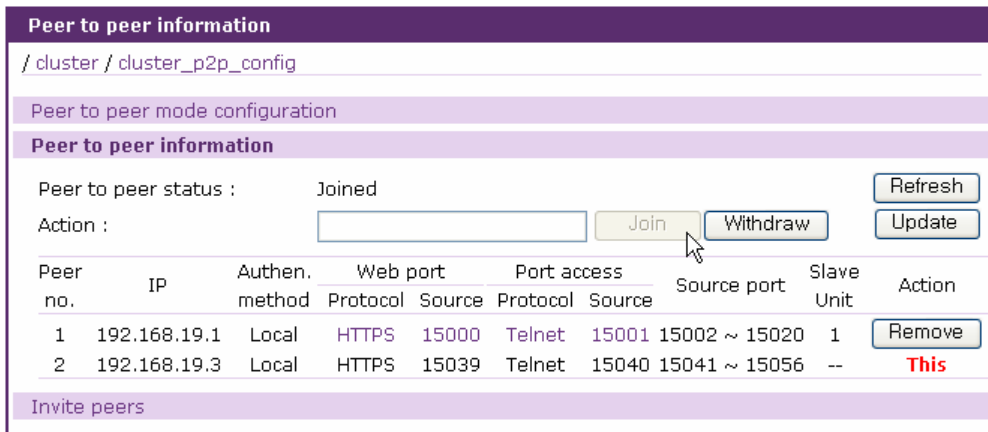 Peer to peer information
/ cluster / cluster_p2p_config
Peer to peer mode configuration
Peer to peer information
Peer to peer status : Joined Refresh
Action : Join Withdraw Update
Peer no. IP Authen. method Web port Protocol Source Port access Protocol Source Source port Slave Unit Action
1 192.168.19.1 Local HTTPS 15000 Telnet 15001 15002 ~ 15020 1 Remove
2 192.168.19.3 Local HTTPS 15039 Telnet 15040 15041 ~ 15056 -- This
Invite peers